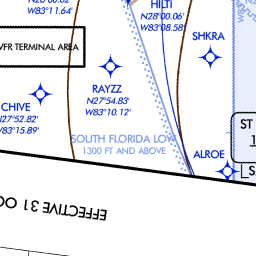 N28°00.02'
W83°11.64'
HILTI
N28°00.06'
W83°08.58'
SHKRA
VFR TERMINAL AREA
RAYZZ
N27°54.83'
W83°10.12'
CHIVE
N27°52.82'
W83°15.89'
SOUTH FLORIDA LOW
1300 FT AND ABOVE
ALROE
ST
EFFECTIVE 31 OC